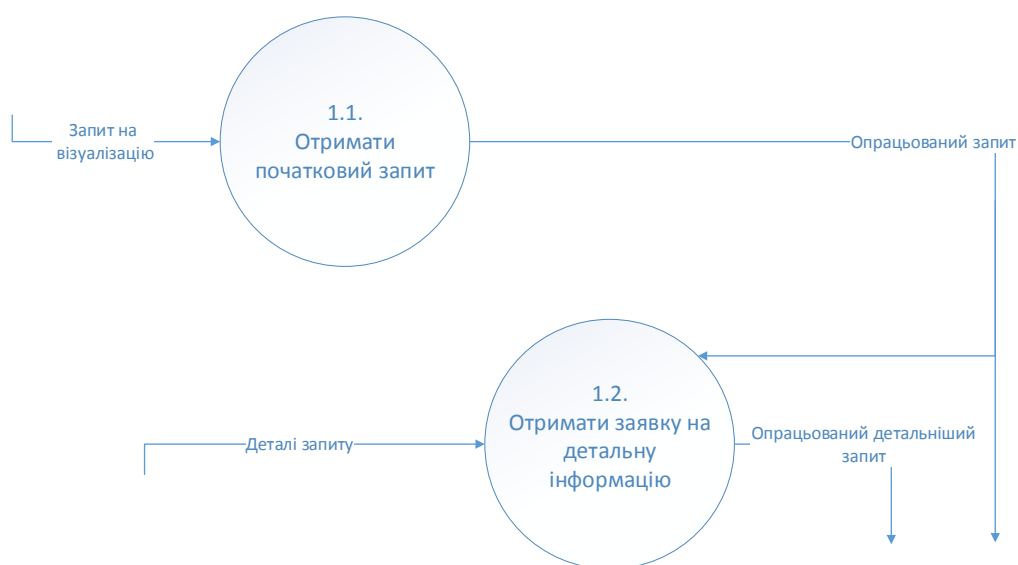 1.1.
Отримати
початковий запит
Запит на
візуалізацію
Опрацьований запит
1.2.
Отримати заявку на
детальну
інформацію
Деталі запиту
Опрацьований детальніший
запит